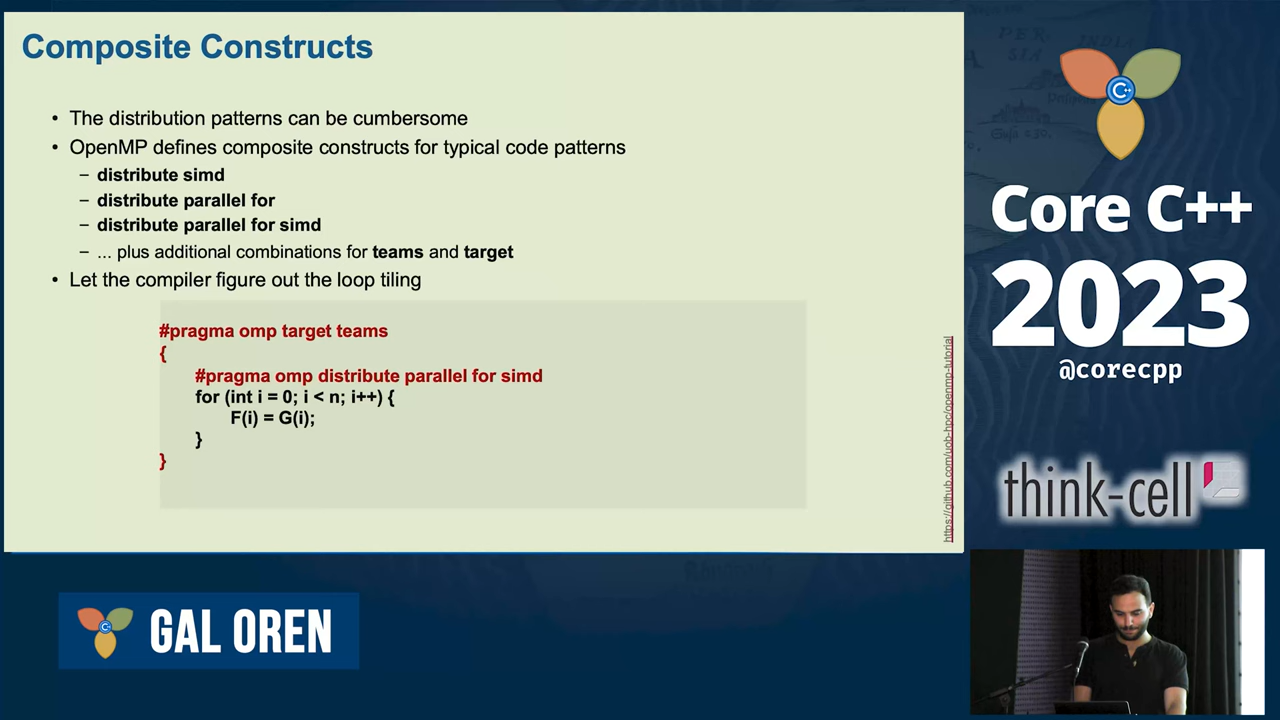 Composite Constructs
• The distribution patterns can be cumbersome
• OpenMP defines composite constructs for typical code patterns
– distribute simd
– distribute parallel for
– distribute parallel for simd
– ... plus additional combinations for teams and target
• Let the compiler figure out the loop tiling
#pragma omp target teams
{
#pragma omp distribute parallel for simd
for (int i = 0; i < n; i++) {
F(i) = G(i);
}
}
https://github.com/uob-hpc/openmp-tutorial
C++
Core C++
2023
@corecpp
think-cell
C++
GAL OREN